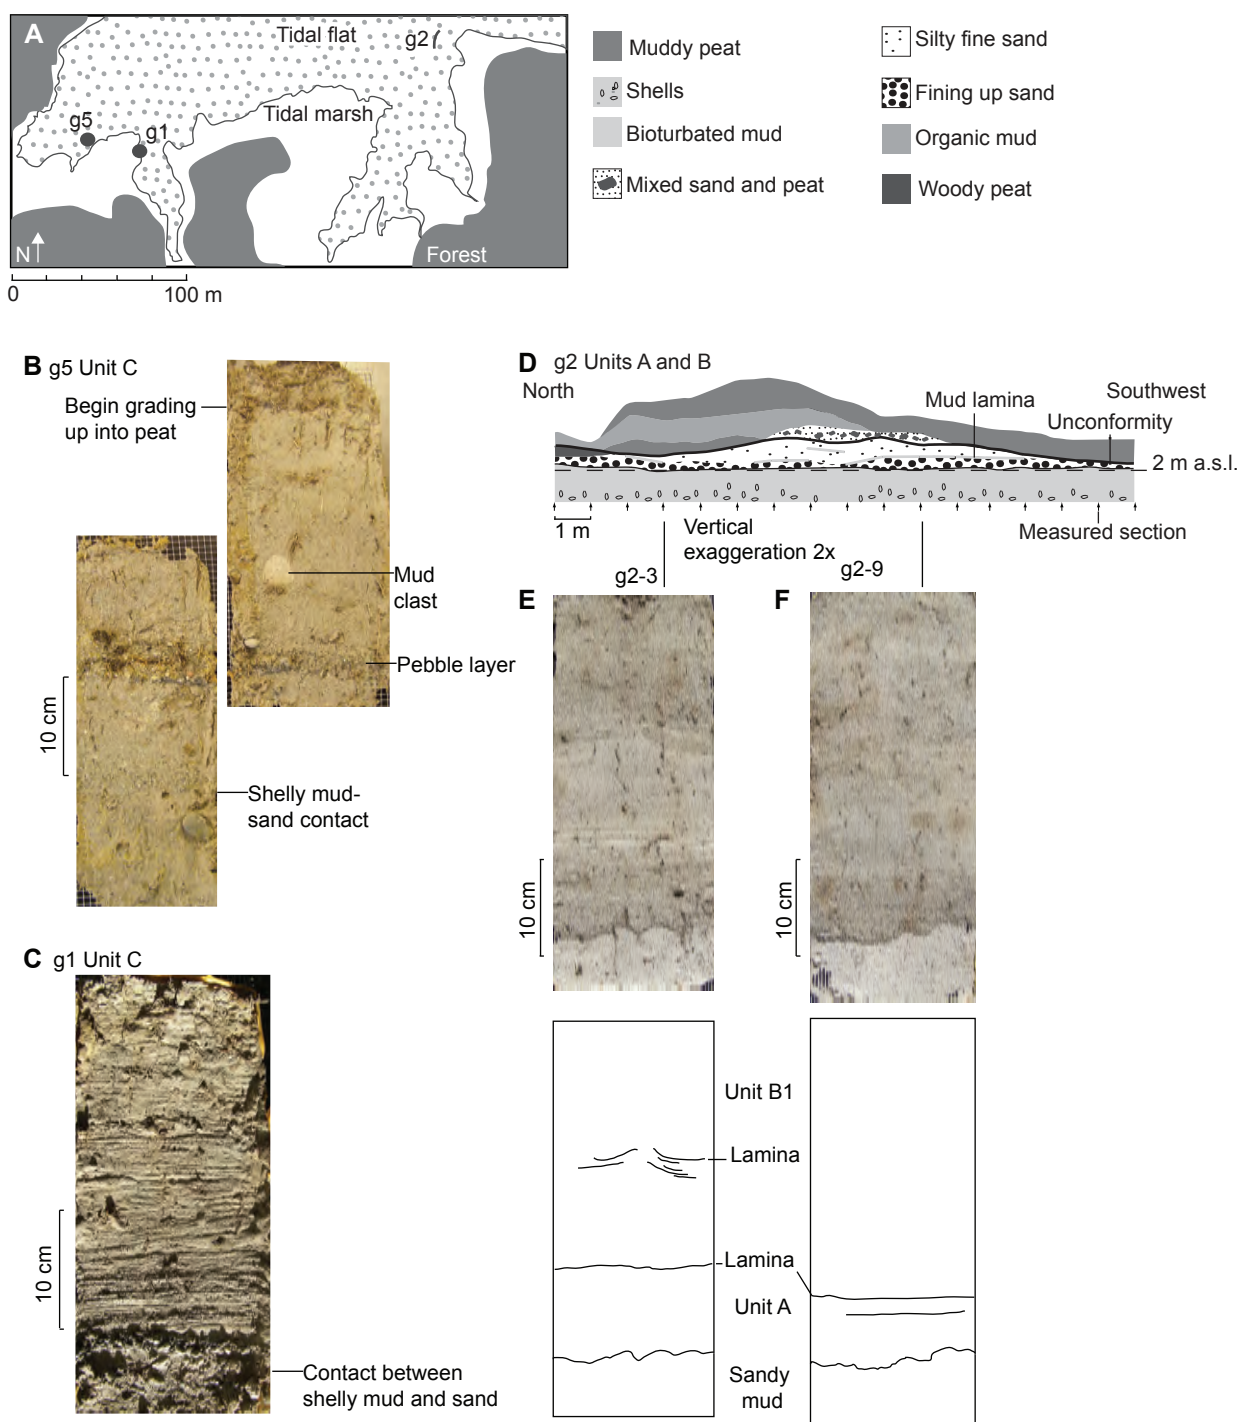 A
Tidal flat
g2
Tidal marsh
g5
g1
N
Forest
0
100 m
Muddy peat
Shells
Bioturbated mud
Mixed sand and peat
Silty fine sand
Fining up sand
Organic mud
Woody peat
B g5 Unit C
Begin grading
up into peat
Mud
clast
Pebble layer
10 cm
Shelly mud-
sand contact
C g1 Unit C
10 cm
Contact between
shelly mud and sand
D g2 Units A and B
North
Southwest
Mud lamina
Unconformity
2 m a.s.l.
1 m
Vertical
exaggeration 2x
Measured section
g2-3
g2-9
E
F
10 cm
10 cm
Unit B1
Lamina
Lamina
Unit A
Sandy
mud